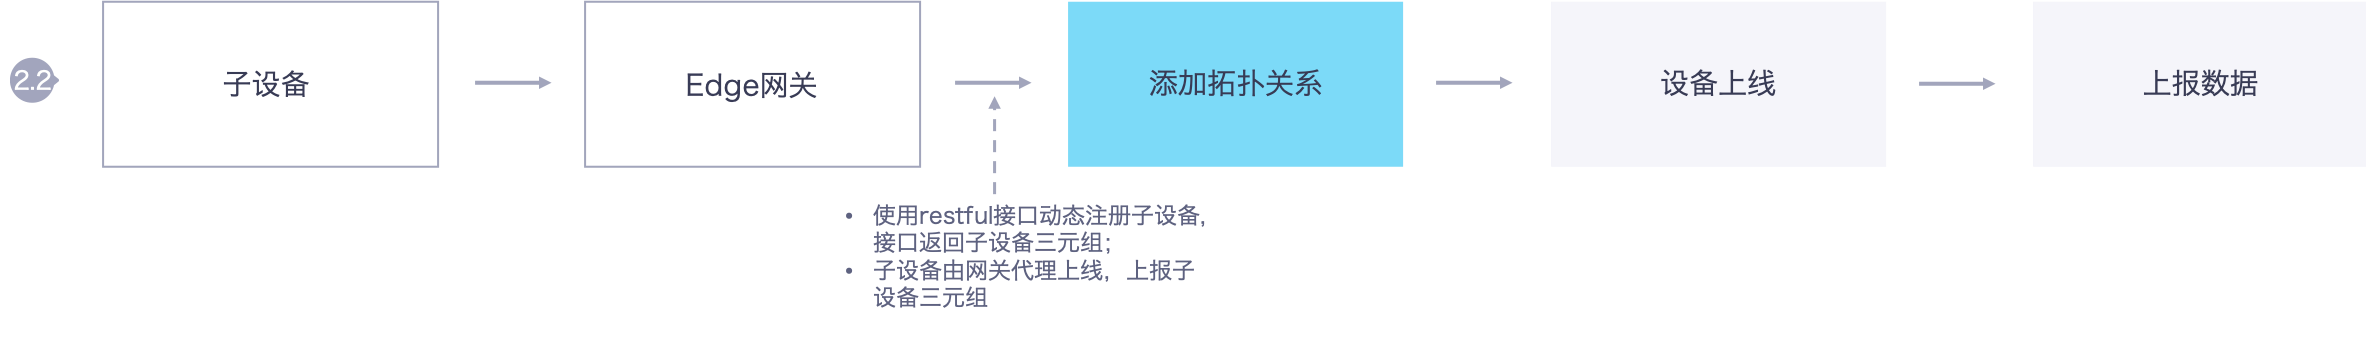 2.2
子设备
Edge网关
添加拓扑关系
设备上线
上报数据
• 使用restful接口动态注册子设备，
接口返回子设备三元组；
• 子设备由网关代理上线，上报子
设备三元组